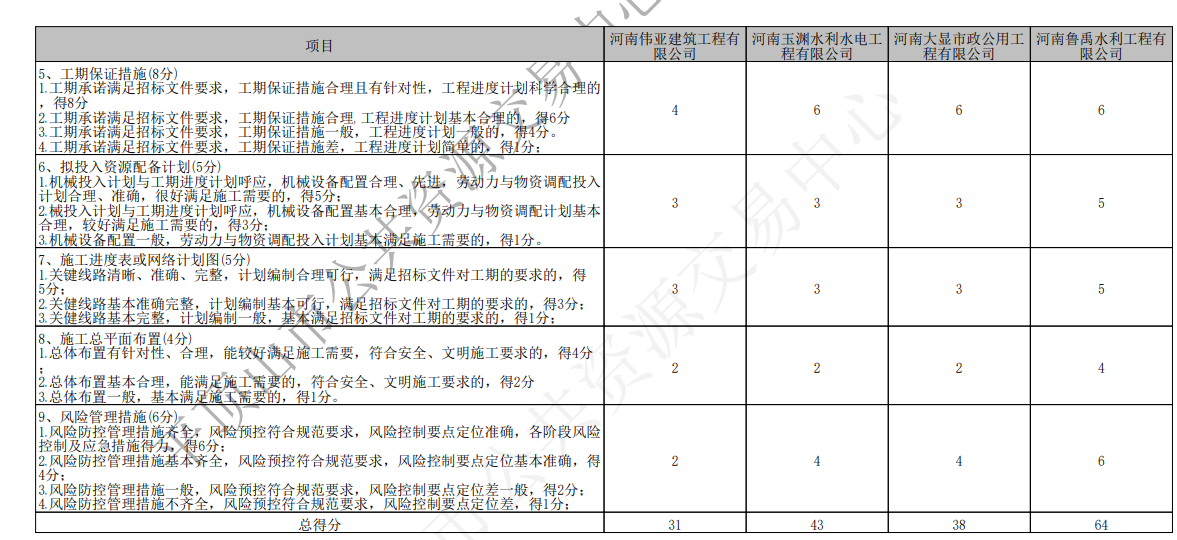 项目
河南伟亚建筑工程有
限公司
河南玉渊水利水电工
程有限公司
河南大显市政公用工
程有限公司
河南鲁禹水利工程有
限公司
5、工期保证措施(8分)
1.工期承诺满足招标文件要求，工期保证措施合理且有针对性，工程进度计划科学合理的
，得8分
2.工期承诺满足招标文件要求，工期保证措施合理,工程进度计划基本合理的，得6分
3.工期承诺满足招标文件要求，工期保证措施一般，工程进度计划一般的，得4分。
4.工期承诺满足招标文件要求，工期保证措施差，工程进度计划简单的，得1分；
4 6 6 6
6、拟投入资源配备计划(5分)
1.机械投入计划与工期进度计划呼应，机械设备配置合理、先进，劳动力与物资调配投入
计划合理、准确，很好满足施工需要的，得5分；
2.械投入计划与工期进度计划呼应，机械设备配置基本合理，劳动力与物资调配计划基本
合理，较好满足施工需要的，得3分；
3.机械设备配置一般，劳动力与物资调配投入计划基本满足施工需要的，得1分。
3 3 3 5
7、施工进度表或网络计划图(5分)
1.关键线路清晰、准确、完整，计划编制合理可行，满足招标文件对工期的要求的，得
5分；
2.关健线路基本准确完整，计划编制基本可行，满足招标文件对工期的要求的，得3分；
3.关健线路基本完整，计划编制一般，基本满足招标文件对工期的要求的，得1分；
3 3 3 5
8、施工总平面布置(4分)
1.总体布置有针对性、合理，能较好满足施工需要，符合安全、文明施工要求的，得4分
；
2.总体布置基本合理，能满足施工需要的，符合安全、文明施工要求的，得2分
3.总体布置一般，基本满足施工需要的，得1分。
2 2 2 4
9、风险管理措施(6分)
1.风险防控管理措施齐全，风险预控符合规范要求，风险控制要点定位准确，各阶段风险
控制及应急措施得力，得6分；
2.风险防控管理措施基本齐全，风险预控符合规范要求，风险控制要点定位基本准确，得
4分；
3.风险防控管理措施一般，风险预控符合规范要求，风险控制要点定位差一般，得2分；
4.风险防控管理措施不齐全，风险预控符合规范要求，风险控制要点定位差，得1分；
2 4 4 6
总得分 31 43 38 64
平顶山市公共资源交易中心
市公共资源交易中心